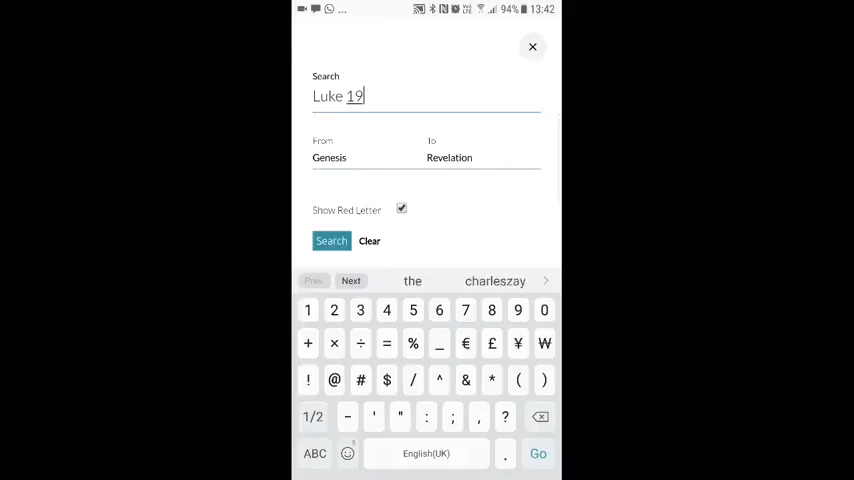 ... 94% 13:42
×
Search
Luke 19
From To
Genesis Revelation
Show Red Letter
Search Clear
Prev Next the charleszay
1 2 3 4 5 6 7 8 9 0
+ × ÷ = % _ € £ ¥ ₩
! @ # $ / ^ & * ( )
1/2 - ' " : ; , ?
ABC English(UK) . Go